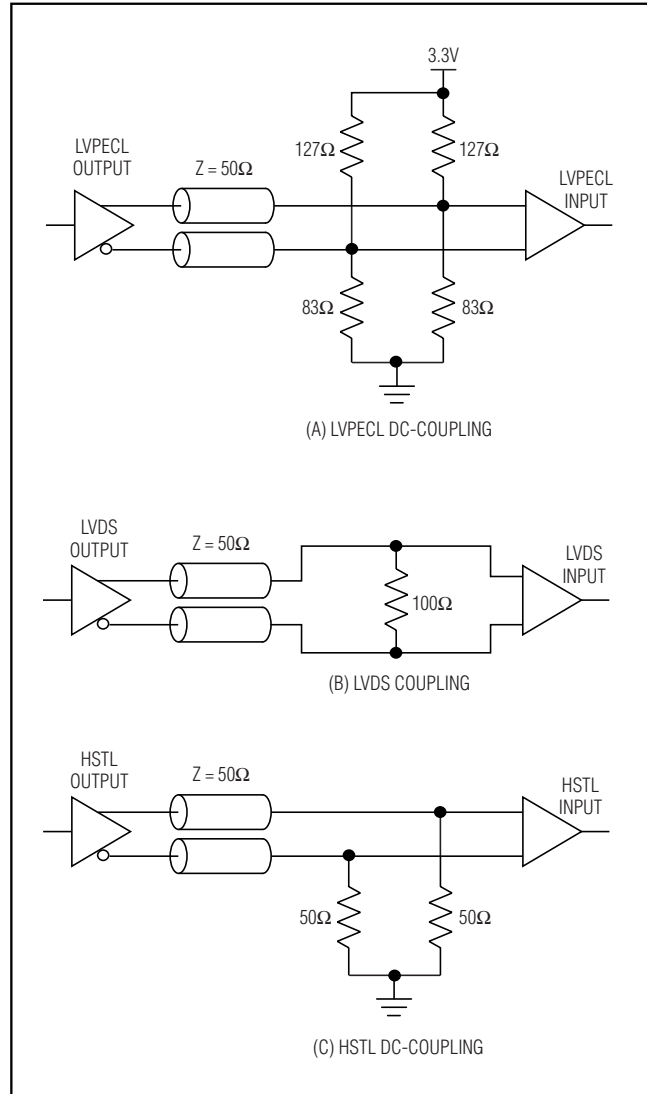 3.3V
LVPECL
OUTPUT
Z = 50Ω
127Ω
127Ω
LVPECL
INPUT
83Ω
83Ω
(A) LVPECL DC-COUPLING
LVDS
OUTPUT
Z = 50Ω
LVDS
INPUT
100Ω
(B) LVDS COUPLING
HSTL
OUTPUT
Z = 50Ω
HSTL
INPUT
50Ω
50Ω
(C) HSTL DC-COUPLING